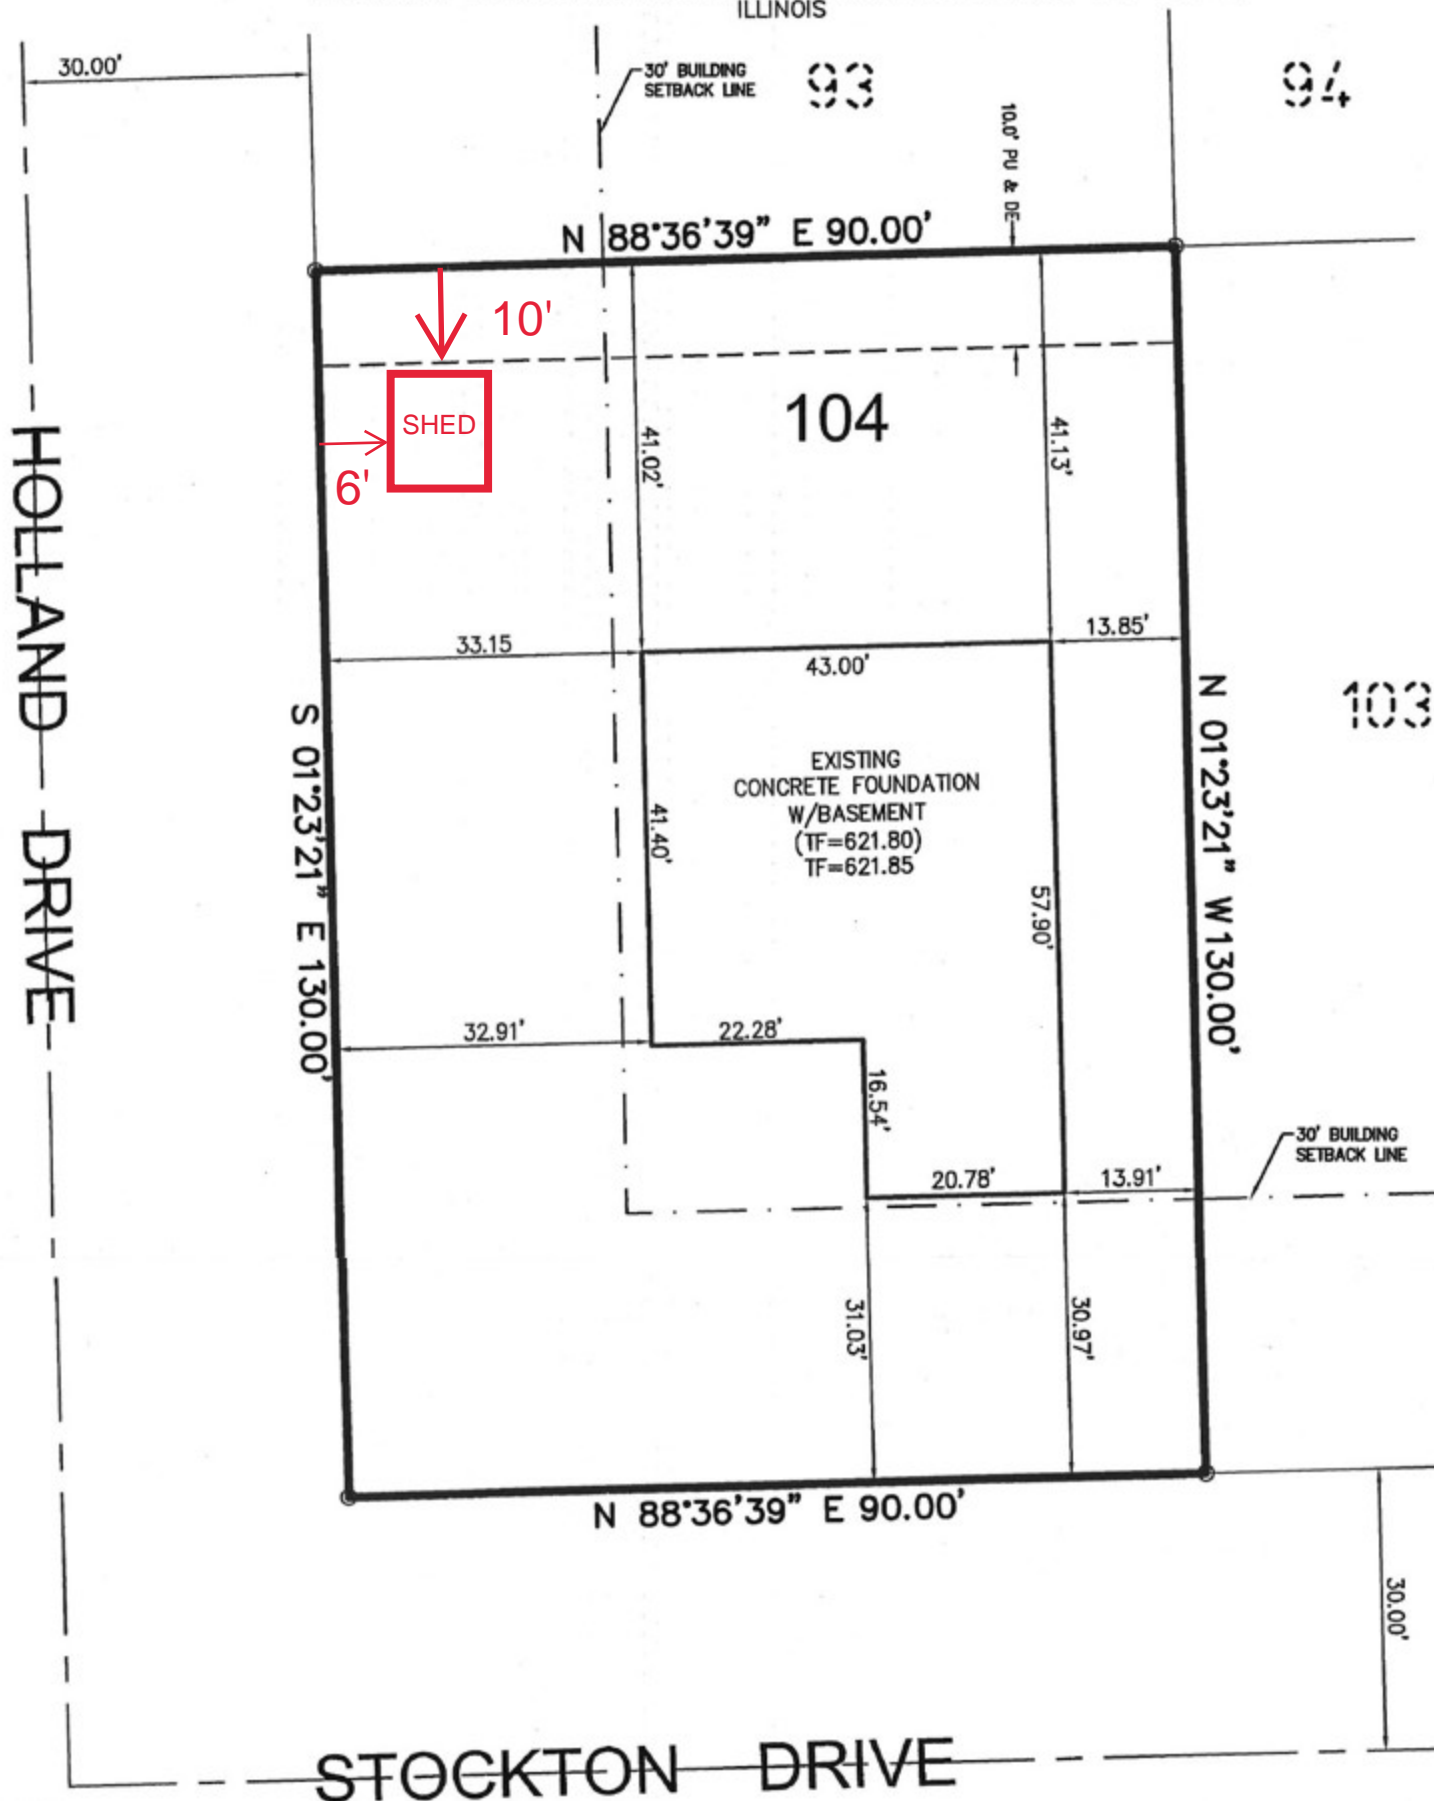 ILLINOIS
30.00'
30' BUILDING
SETBACK LINE
93
94
10.0' PU & DE
N 88°36'39" E 90.00'
10'
SHED
6'
104
41.02'
41.13'
HOLLAND DRIVE
33.15
43.00'
13.85'
103
S 01°23'21" E 130.00'
N 01°23'21" W 130.00'
EXISTING
CONCRETE FOUNDATION
W/BASEMENT
(TF=621.80)
TF=621.85
41.40'
57.90'
32.91'
22.28'
16.54'
30' BUILDING
SETBACK LINE
20.78'
13.91'
31.03'
30.97'
N 88°36'39" E 90.00'
30.00'
STOCKTON DRIVE